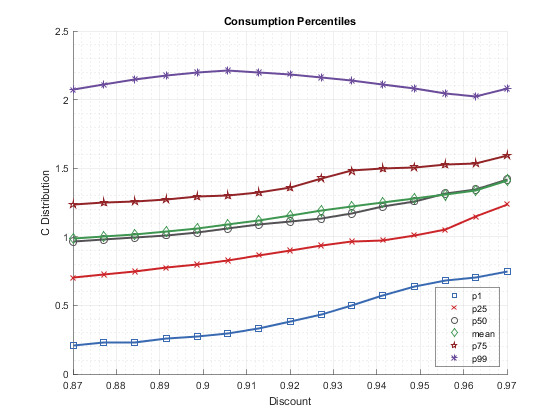 Consumption Percentiles
2.5
2
1.5
1
0.5
0
C Distribution
0.87 0.88 0.89 0.9 0.91 0.92 0.93 0.94 0.95 0.96 0.97
Discount
p1
p25
p50
mean
p75
p99